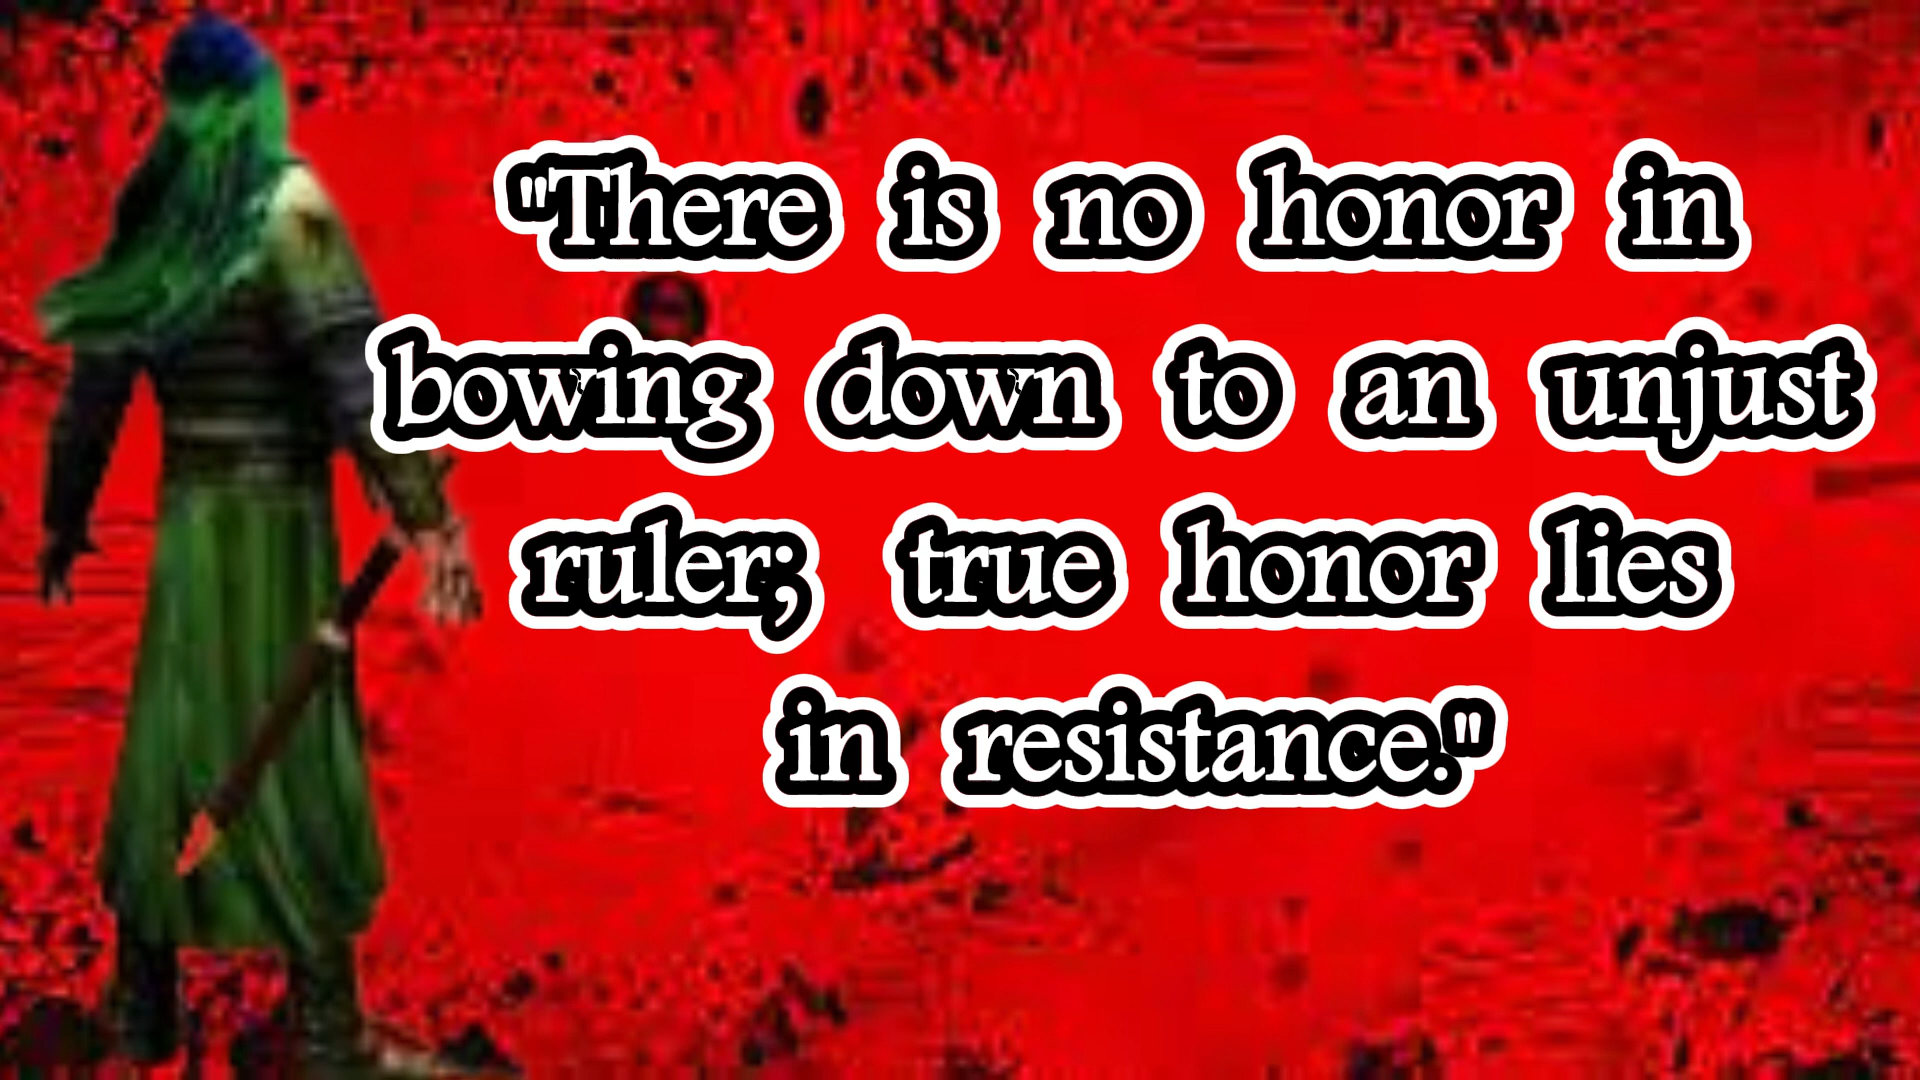 "There is no honor in
bowing down to an unjust
ruler; true honor lies
in resistance."